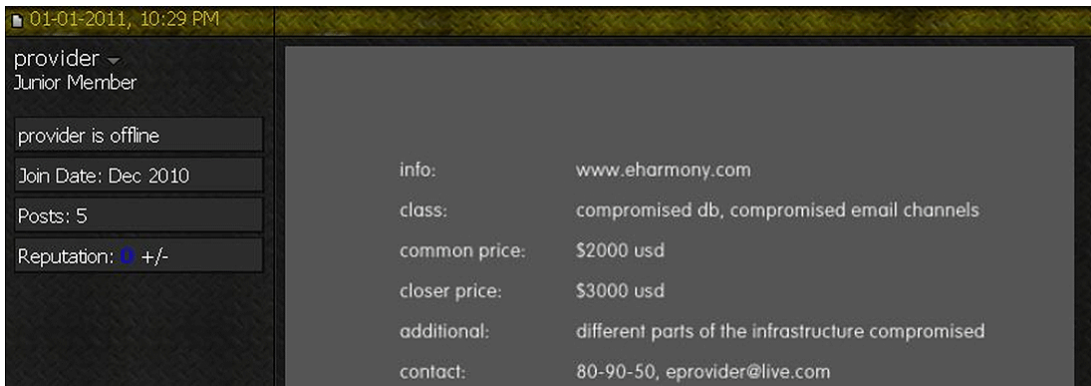 01-01-2011, 10:29 PM
provider
Junior Member
provider is offline
Join Date: Dec 2010
Posts: 5
Reputation: 0 +/-
info: www.eharmony.com
class: compromised db, compromised email channels
common price: $2000 usd
closer price: $3000 usd
additional: different parts of the infrastructure compromised
contact: 80-90-50, eprovider@live.com